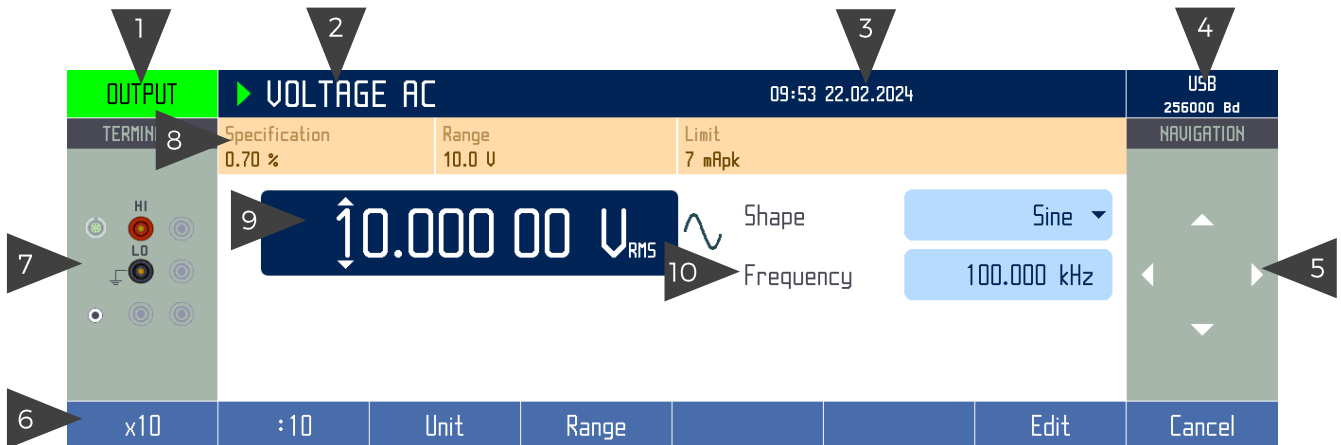 1
2
3
4
OUTPUT
VOLTAGE AC
09:53 22.02.2024
USB
256000 Bd
8
Specification
0.70 %
Range
10.0 V
Limit
7 mApk
NAVIGATION
HI
LO
7
9
10.000 00 VRMS
Shape
Sine
10
Frequency
100.000 kHz
5
6
x10
:10
Unit
Range
Edit
Cancel